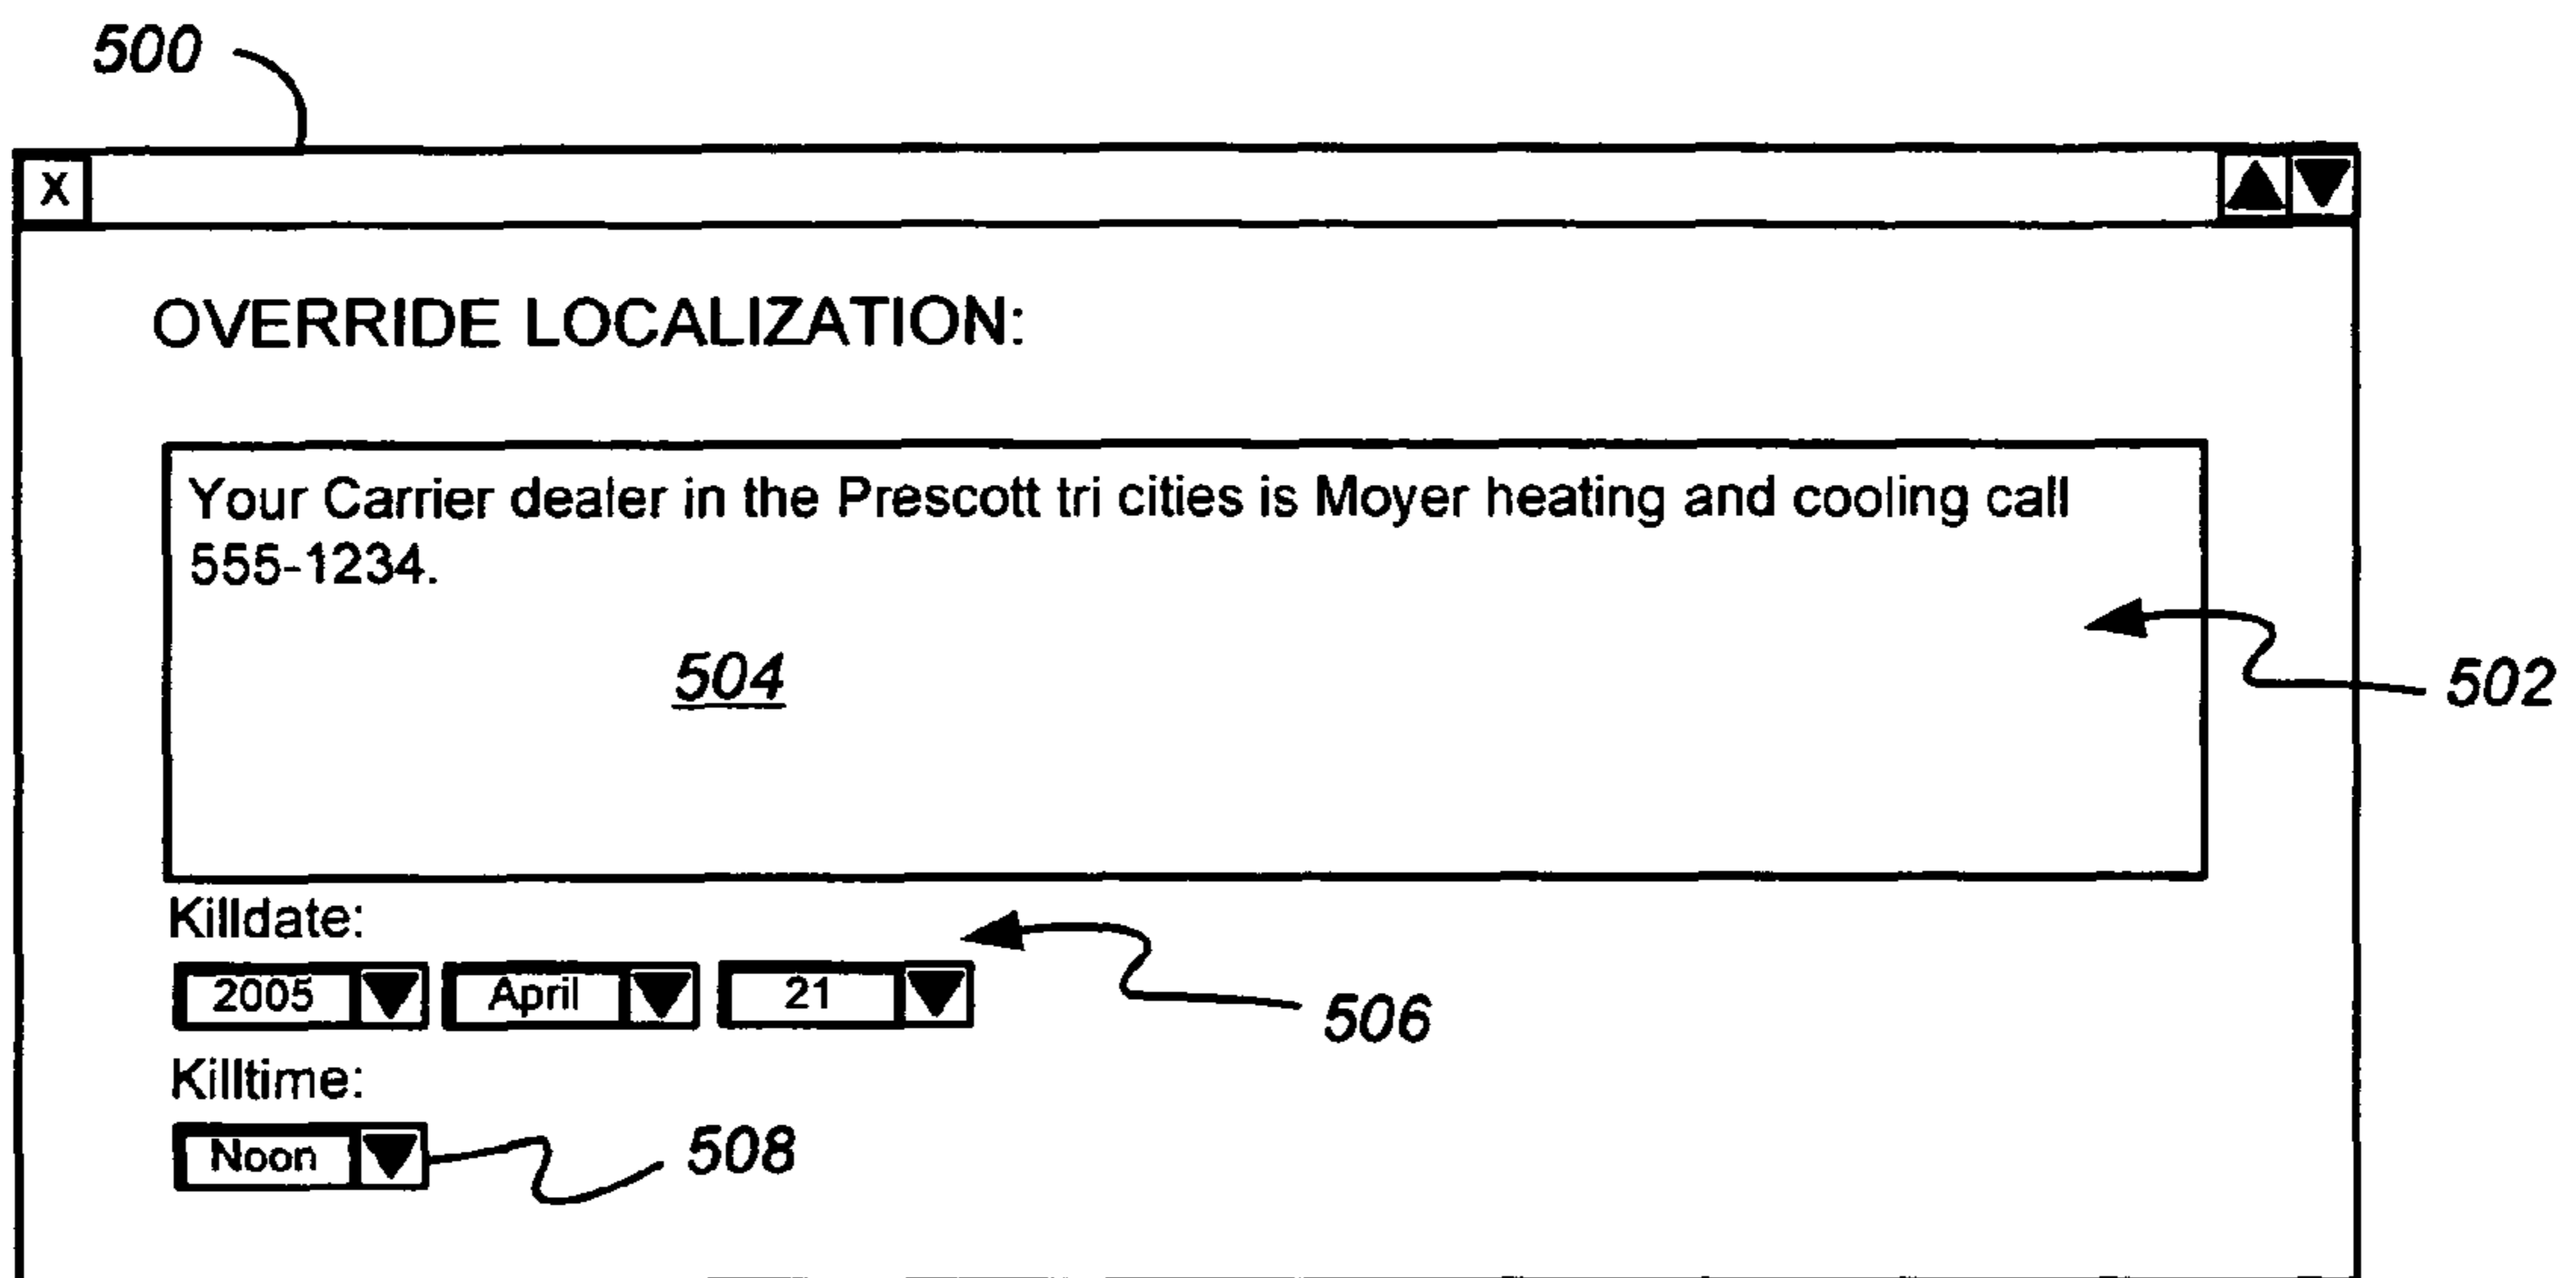 500
X
OVERRIDE LOCALIZATION:
Your Carrier dealer in the Prescott tri cities is Moyer heating and cooling call
555-1234.
504
502
Killdate:
2005 April 21
506
Killtime:
Noon
508